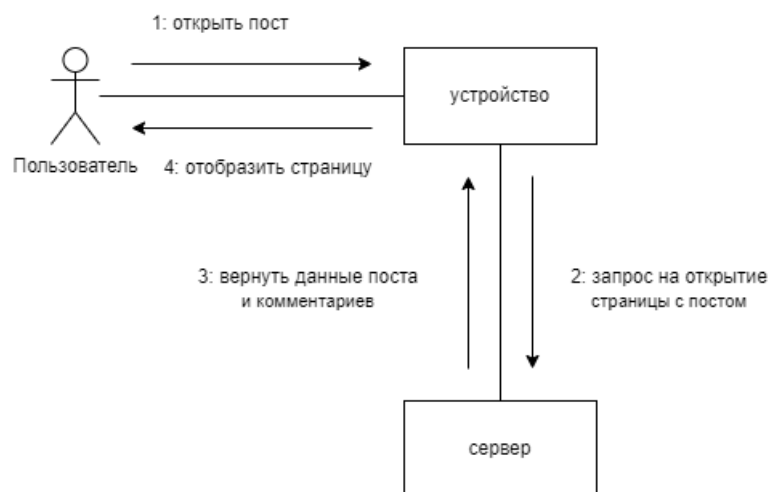 1: открыть пост
устройство
Пользователь
4: отобразить страницу
3: вернуть данные поста
и комментариев
2: запрос на открытие
страницы с постом
сервер